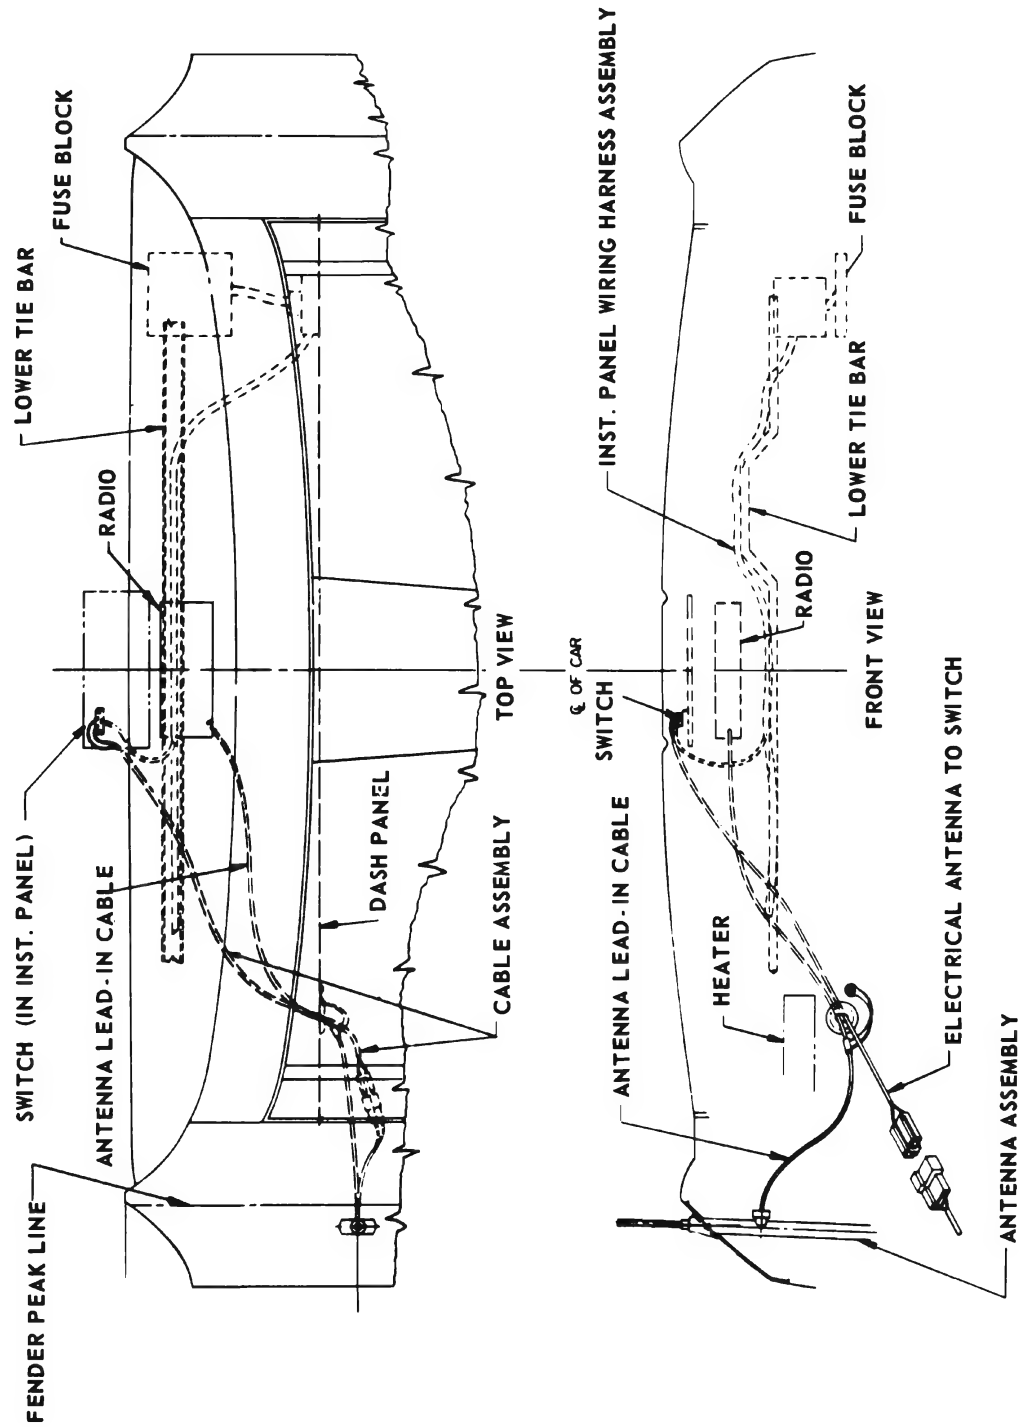 FENDER PEAK LINE
SWITCH (IN INST. PANEL)
ANTENNA LEAD-IN CABLE
RADIO
LOWER TIE BAR
FUSE BLOCK
DASH PANEL
CABLE ASSEMBLY
TOP VIEW
℄ OF CAR
SWITCH
INST. PANEL WIRING HARNESS ASSEMBLY
ANTENNA LEAD-IN CABLE
HEATER
RADIO
LOWER TIE BAR
FUSE BLOCK
FRONT VIEW
ELECTRICAL ANTENNA TO SWITCH
ANTENNA ASSEMBLY